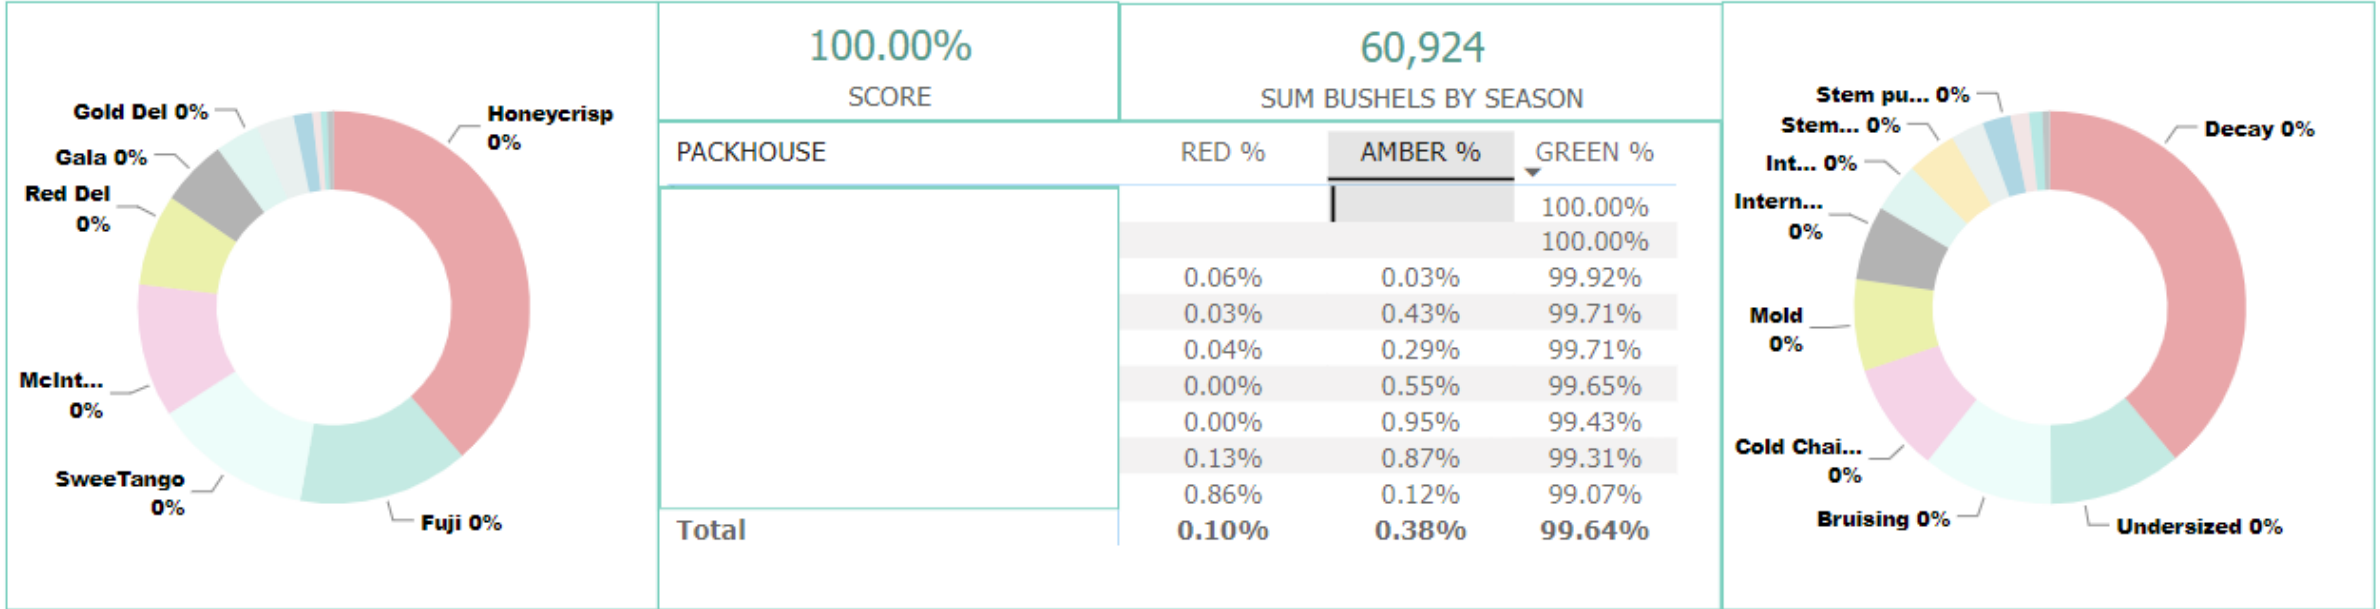 Gold Del 0%
Honeycrisp
0%
Gala 0%
Red Del
0%
McInt...
0%
SweeTango
0%
Fuji 0%
100.00%
SCORE
60,924
SUM BUSHELS BY SEASON
PACKHOUSE RED % AMBER % GREEN %
100.00%
100.00%
0.06% 0.03% 99.92%
0.03% 0.43% 99.71%
0.04% 0.29% 99.71%
0.00% 0.55% 99.65%
0.00% 0.95% 99.43%
0.13% 0.87% 99.31%
0.86% 0.12% 99.07%
Total 0.10% 0.38% 99.64%
Stem pu... 0%
Decay 0%
Stem... 0%
Int... 0%
Intern...
0%
Mold
0%
Cold Chai...
0%
Bruising 0%
Undersized 0%